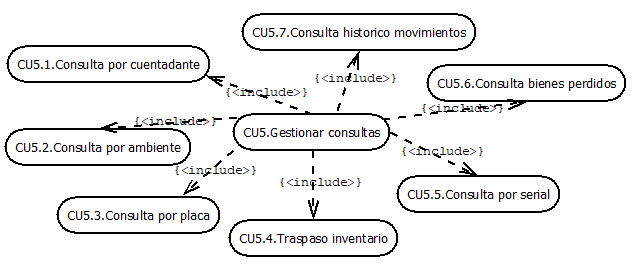 CU5.7.Consulta historico movimientos
CU5.1.Consulta por cuentadante
{<include>}
CU5.6.Consulta bienes perdidos
{<include>}
{<include>}
CU5.Gestionar consultas
{<include>}
CU5.2.Consulta por ambiente
{<include>}
{<include>}
{<include>}
CU5.5.Consulta por serial
CU5.3.Consulta por placa
CU5.4.Traspaso inventario